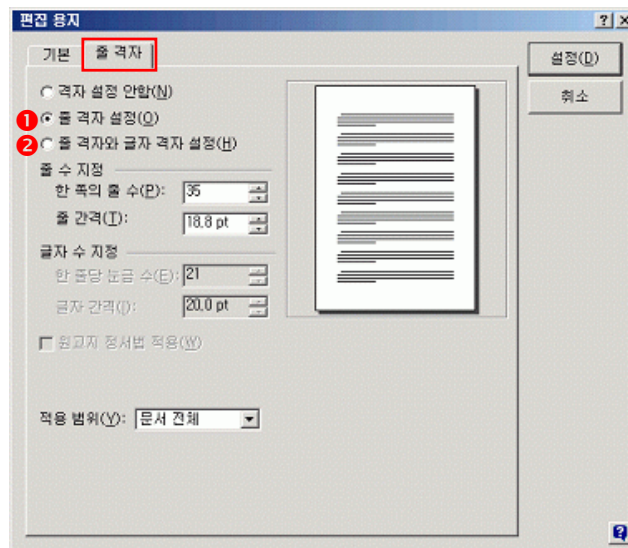 편집 용지
기본
줄 격자
설정(D)
취소
격자 설정 안함(N)
1 줄 격자 설정(O)
2 줄 격자와 글자 격자 설정(H)
줄 수 지정
한 쪽의 줄 수(P): 35
줄 간격(T): 18.8 pt
글자 수 지정
한 줄당 눈금 수(E): 21
글자 간격(I): 20.0 pt
원고지 정서법 적용(W)
적용 범위(Y): 문서 전체